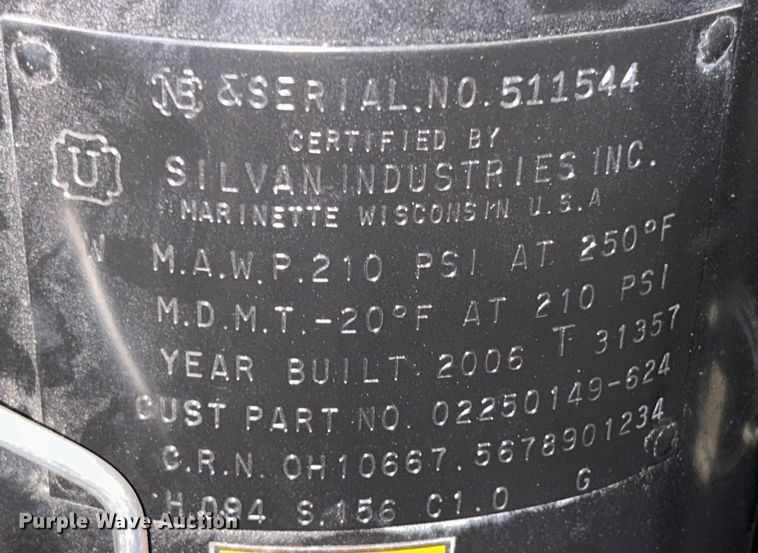 NB & SERIAL.NO.511544
CERTIFIED BY
U SILVAN INDUSTRIES INC.
MARINETTE WISCONSIN U.S.A
W M.A.W.P.210 PSI AT 250°F
M.D.M.T.-20°F AT 210 PSI
YEAR BUILT 2006 T 31357
CUST PART NO. 02250149-624
C.R.N. OH10667.5678901234
H.094 S.156 C1.0 G
Purple Wave Auction